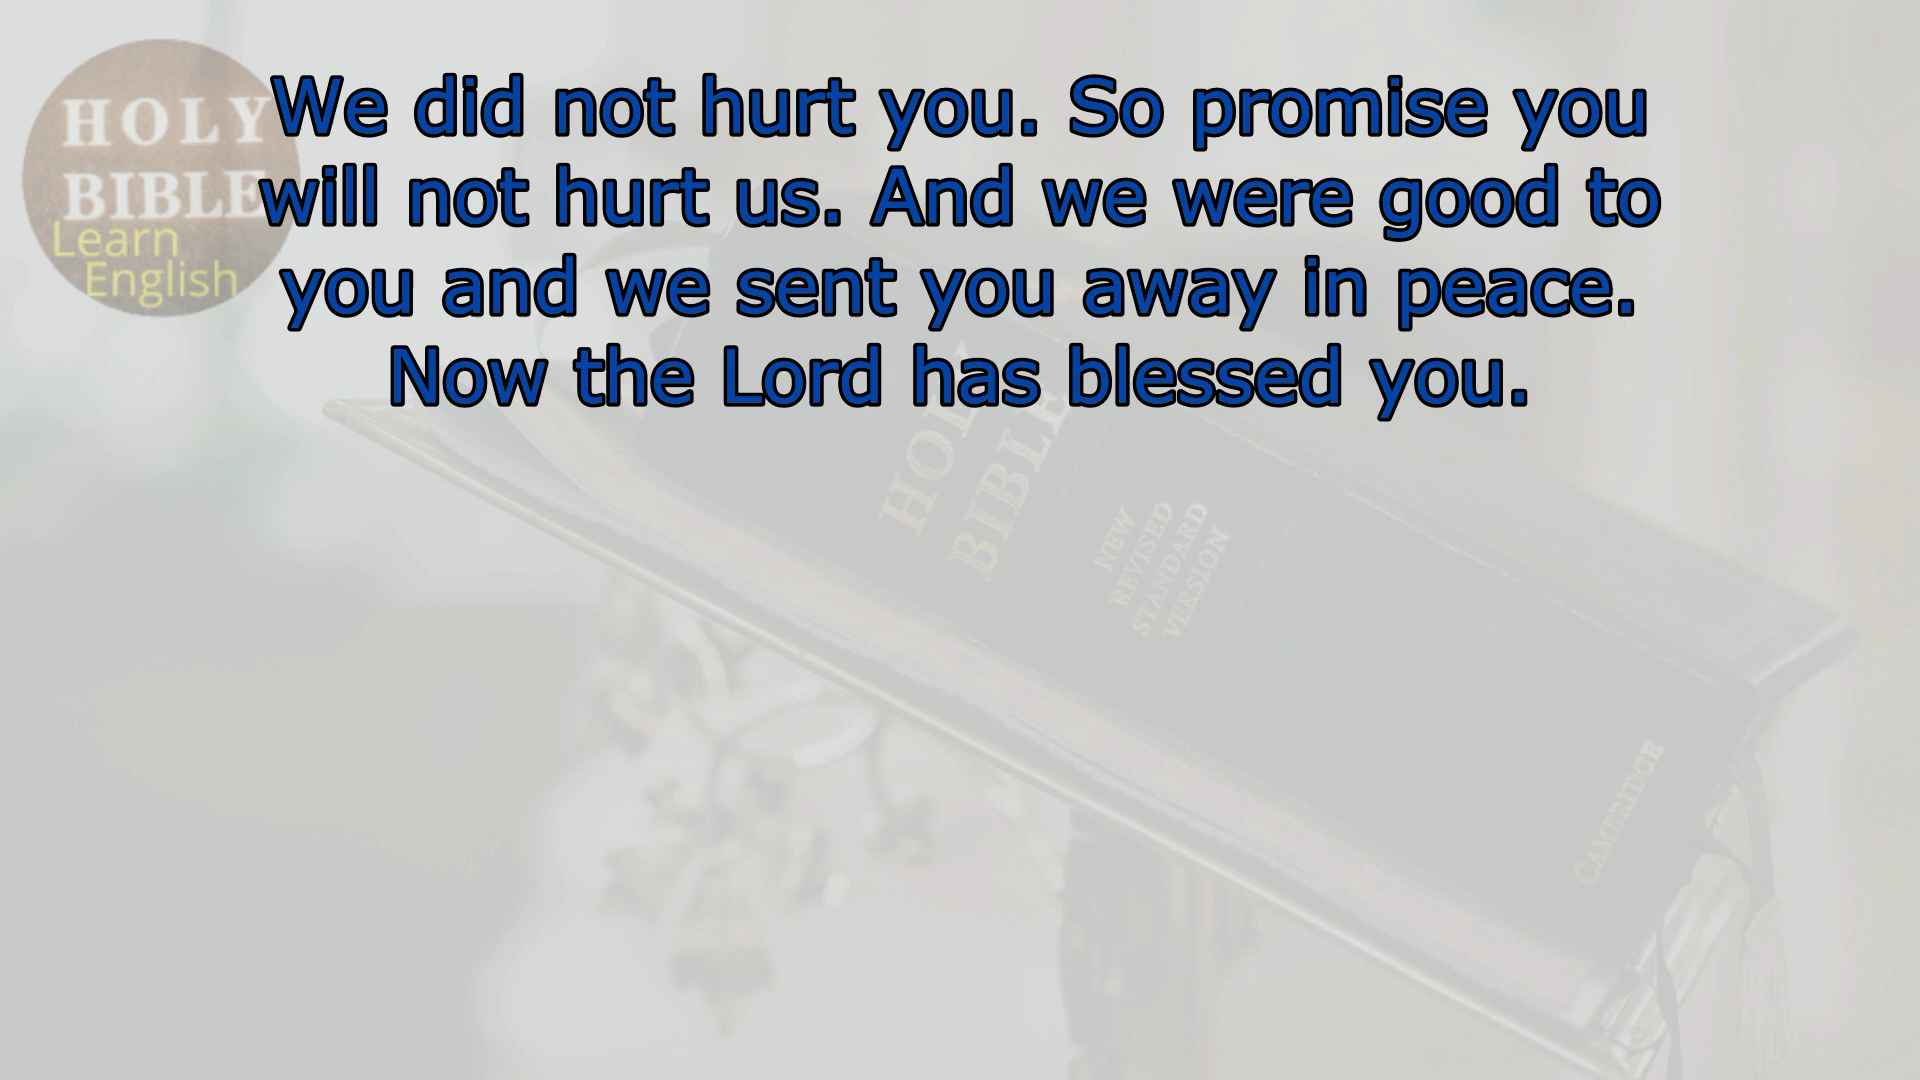 HOLY
BIBLE
Learn
English
We did not hurt you. So promise you
will not hurt us. And we were good to
you and we sent you away in peace.
Now the Lord has blessed you.
HOLY
BIBLE
NEW
REVISED
STANDARD
VERSION
CAMBRIDGE